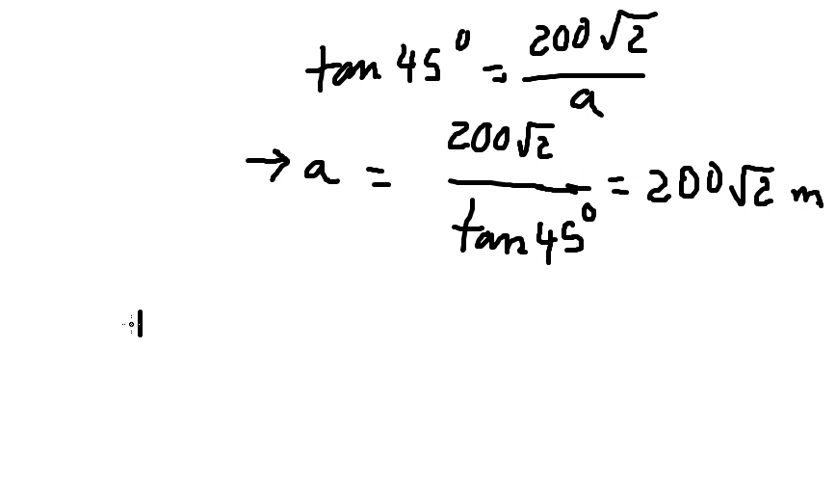 tan 45° = 200√2 / a
→ a = 200√2 / tan 45° = 200√2 m